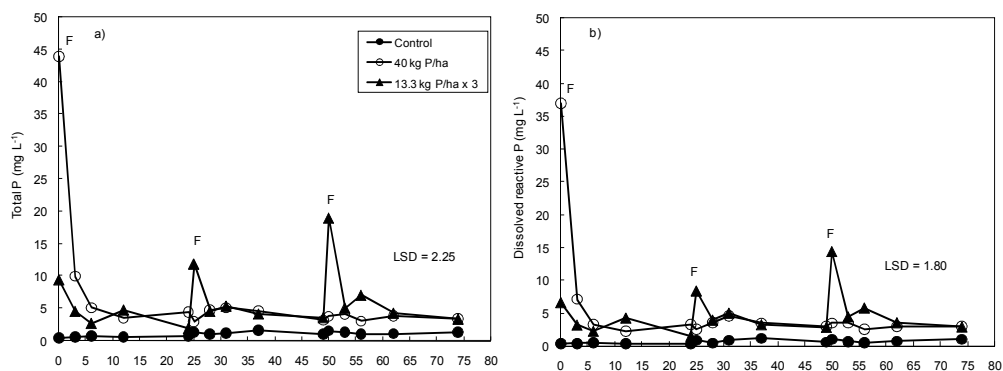 a)
F
Control
40 kg P/ha
13.3 kg P/ha x 3
F
F
LSD = 2.25
Total P (mg L-1)
50
45
40
35
30
25
20
15
10
5
0
0 5 10 15 20 25 30 35 40 45 50 55 60 65 70 75 80
b)
F
F
F
LSD = 1.80
Dissolved reactive P (mg L-1)
50
45
40
35
30
25
20
15
10
5
0
0 5 10 15 20 25 30 35 40 45 50 55 60 65 70 75 80